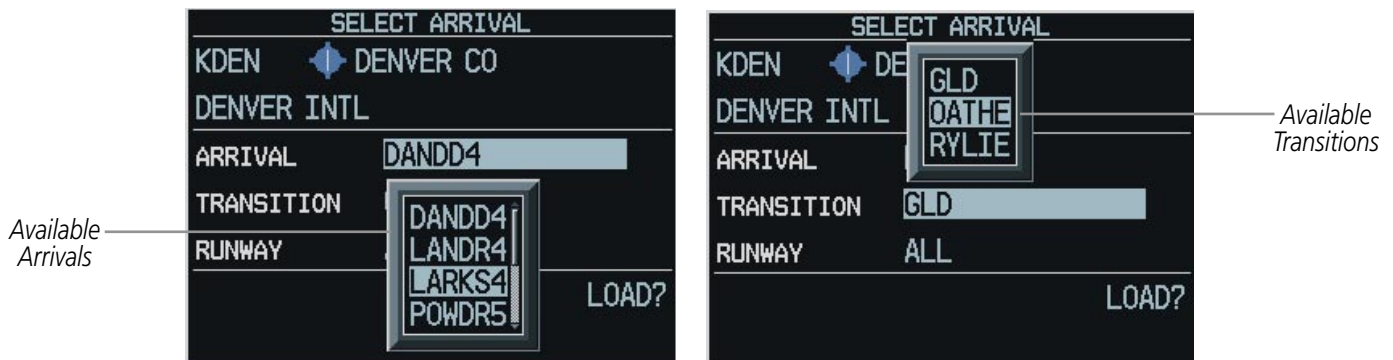 SELECT ARRIVAL
KDEN DENVER CO
DENVER INTL
ARRIVAL DANDD4
TRANSITION
RUNWAY
DANDD4
LANDR4
LARKS4
POWDR5
LOAD?
Available
Arrivals
SELECT ARRIVAL
KDEN DE
DENVER INTL
GLD
OATHE
RYLIE
ARRIVAL
TRANSITION GLD
RUNWAY ALL
LOAD?
Available
Transitions